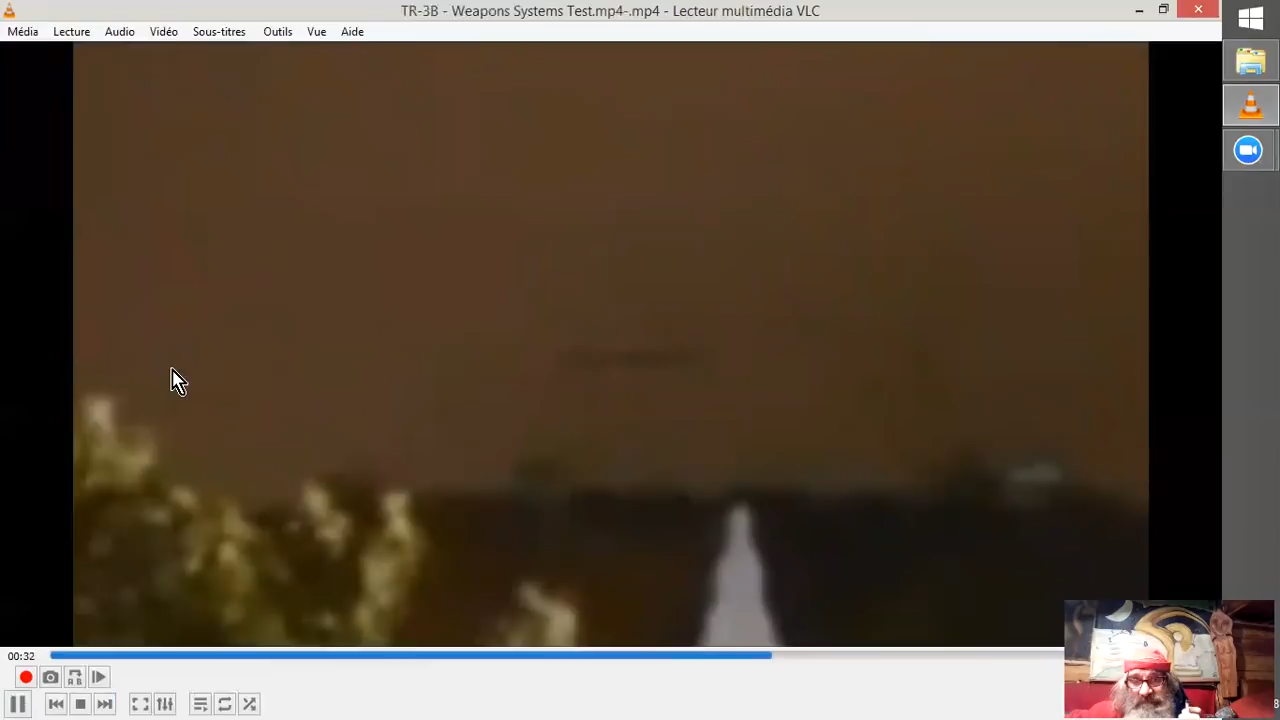 TR-3B - Weapons Systems Test.mp4-.mp4 - Lecteur multimédia VLC
Média Lecture Audio Vidéo Sous-titres Outils Vue Aide
00:32